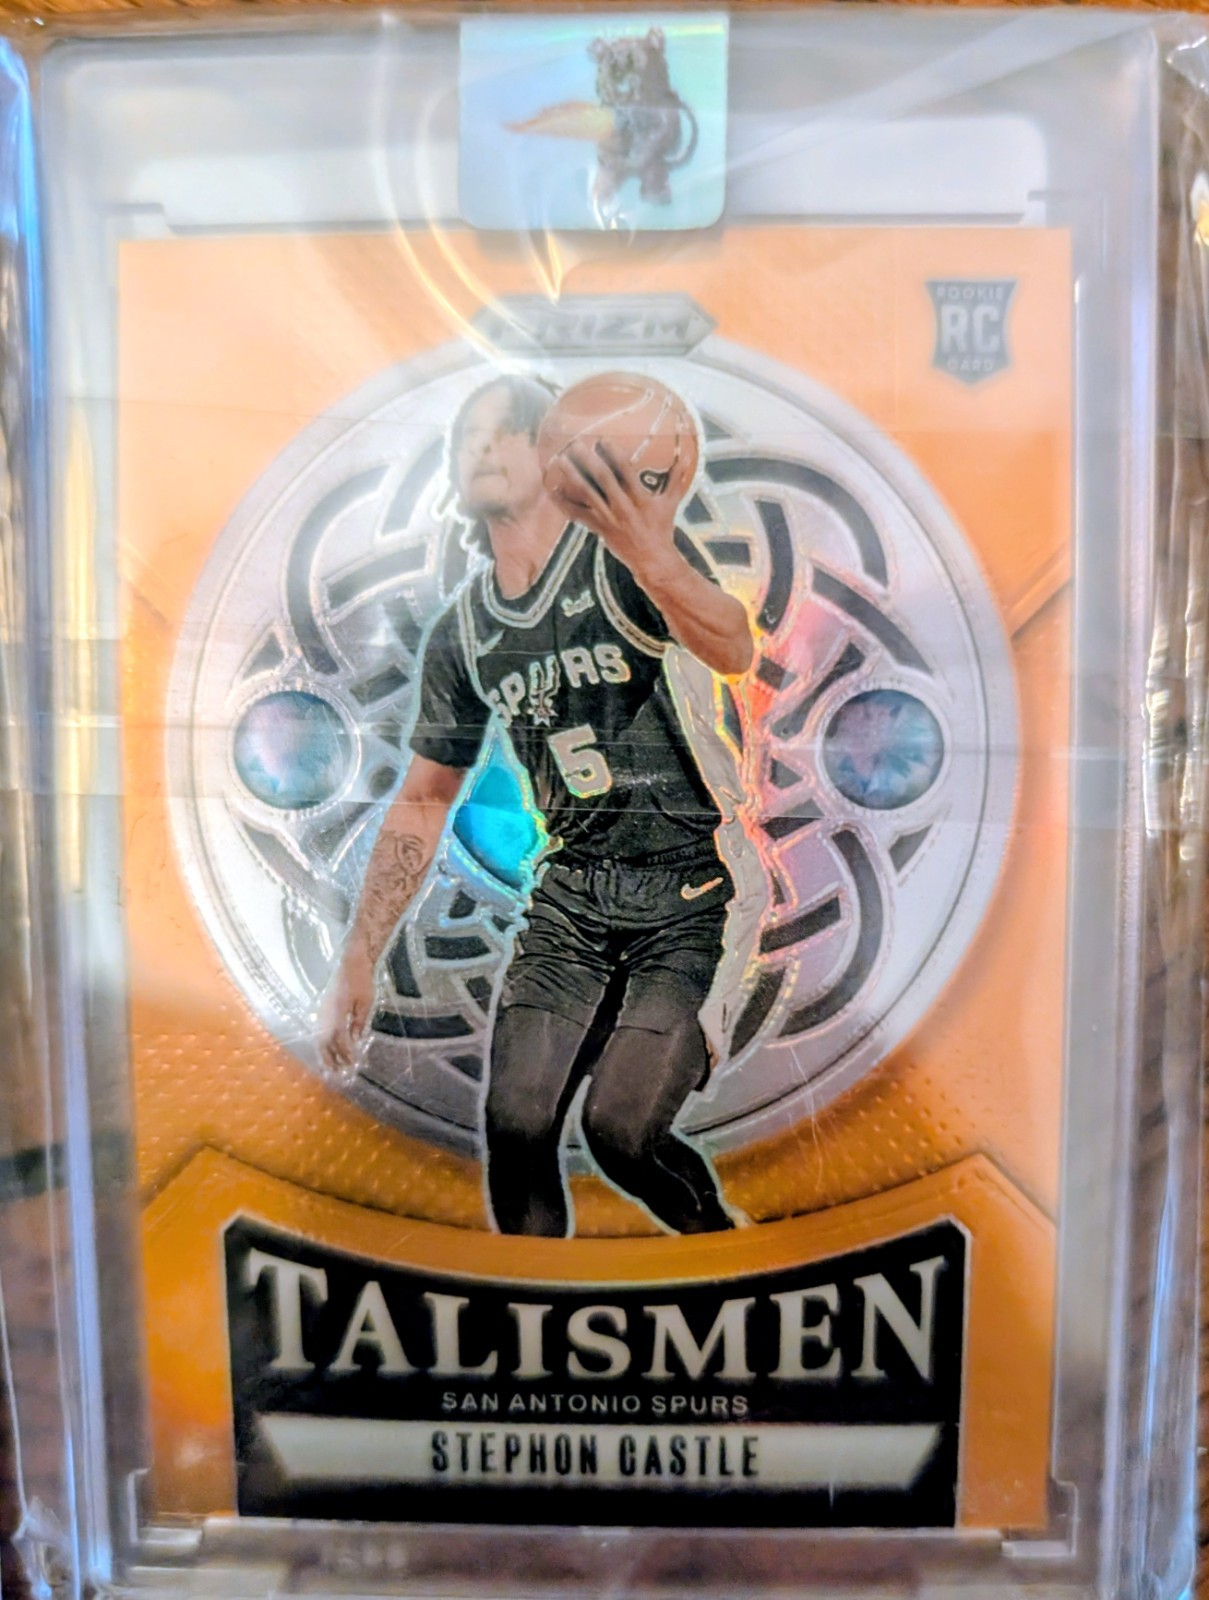 PRIZM
ROOKIE
RC
CARD
SPURS
5
TALISMEN
SAN ANTONIO SPURS
STEPHON CASTLE